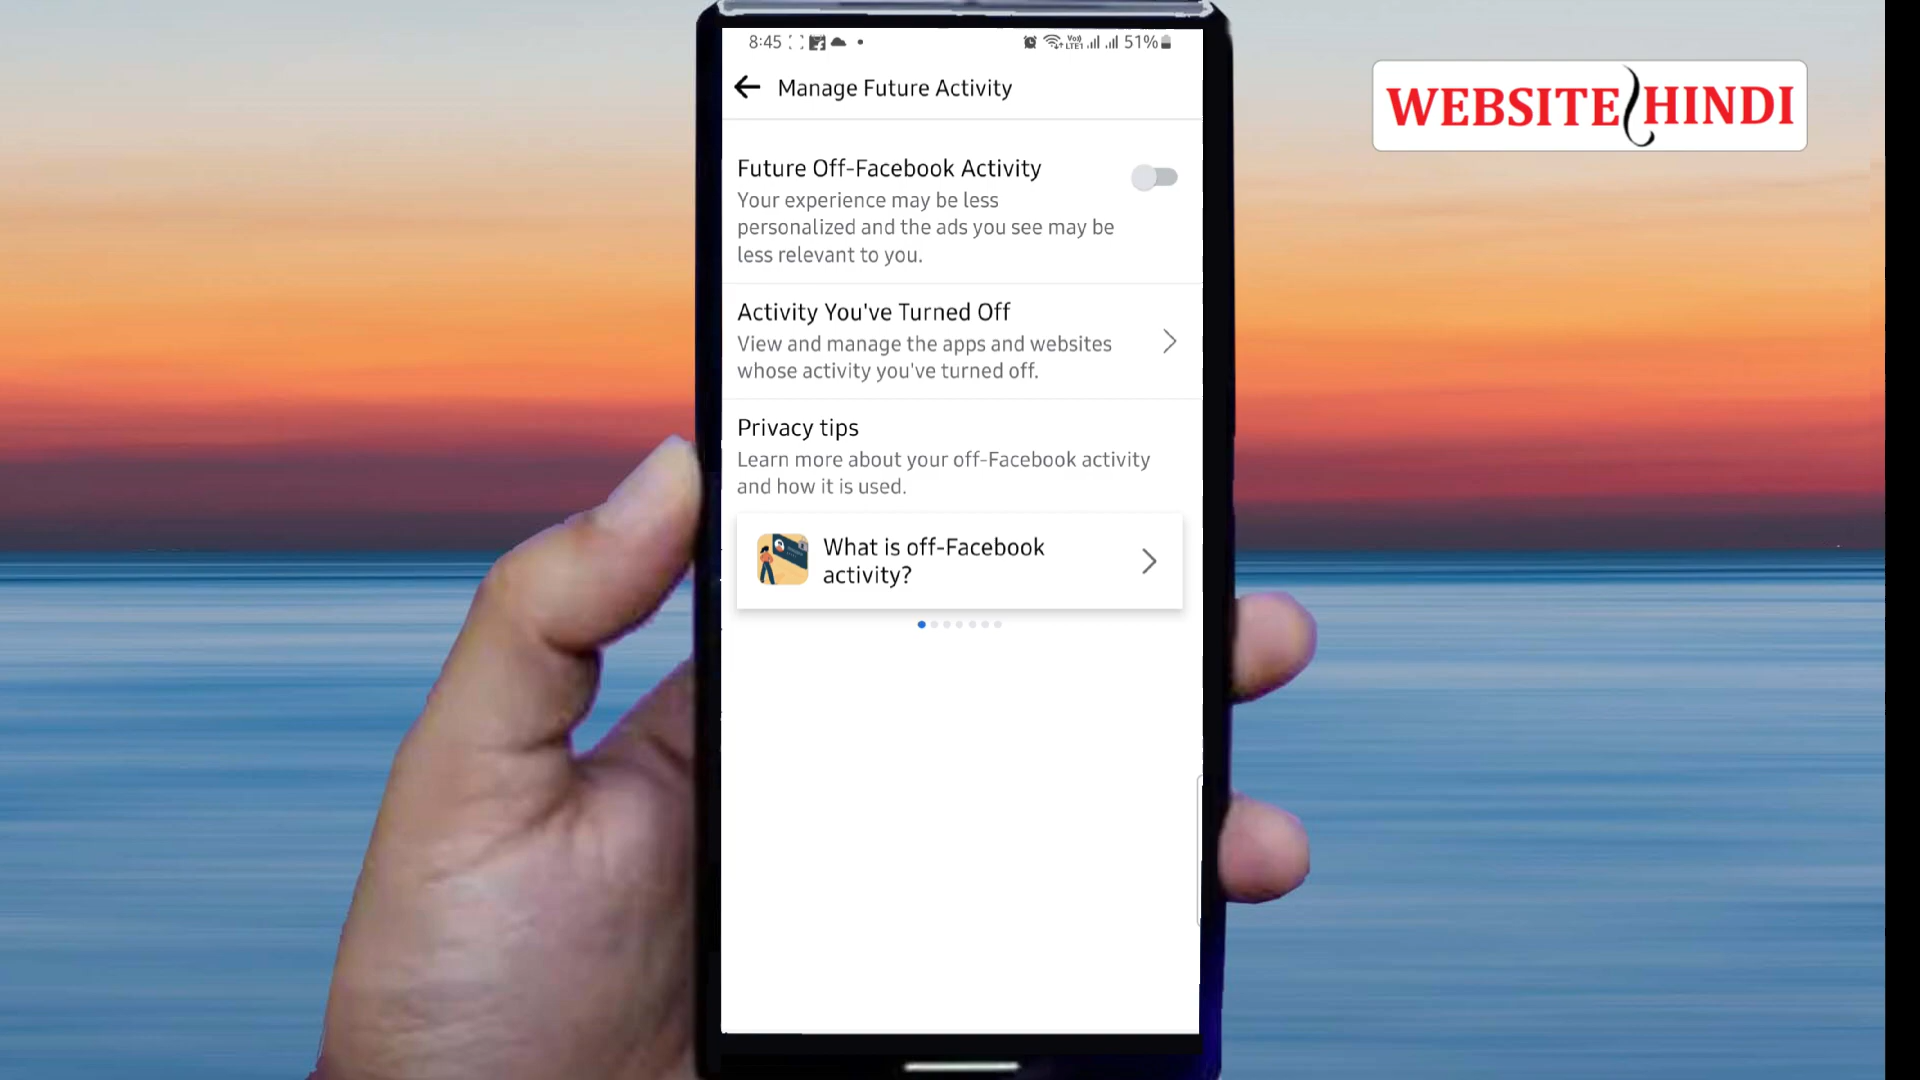 8:45
Vo)) LTE1 51%
WEBSITE HINDI
Manage Future Activity
Future Off-Facebook Activity
Your experience may be less
personalized and the ads you see may be
less relevant to you.
Activity You've Turned Off
View and manage the apps and websites
whose activity you've turned off.
Privacy tips
Learn more about your off-Facebook activity
and how it is used.
What is off-Facebook
activity?